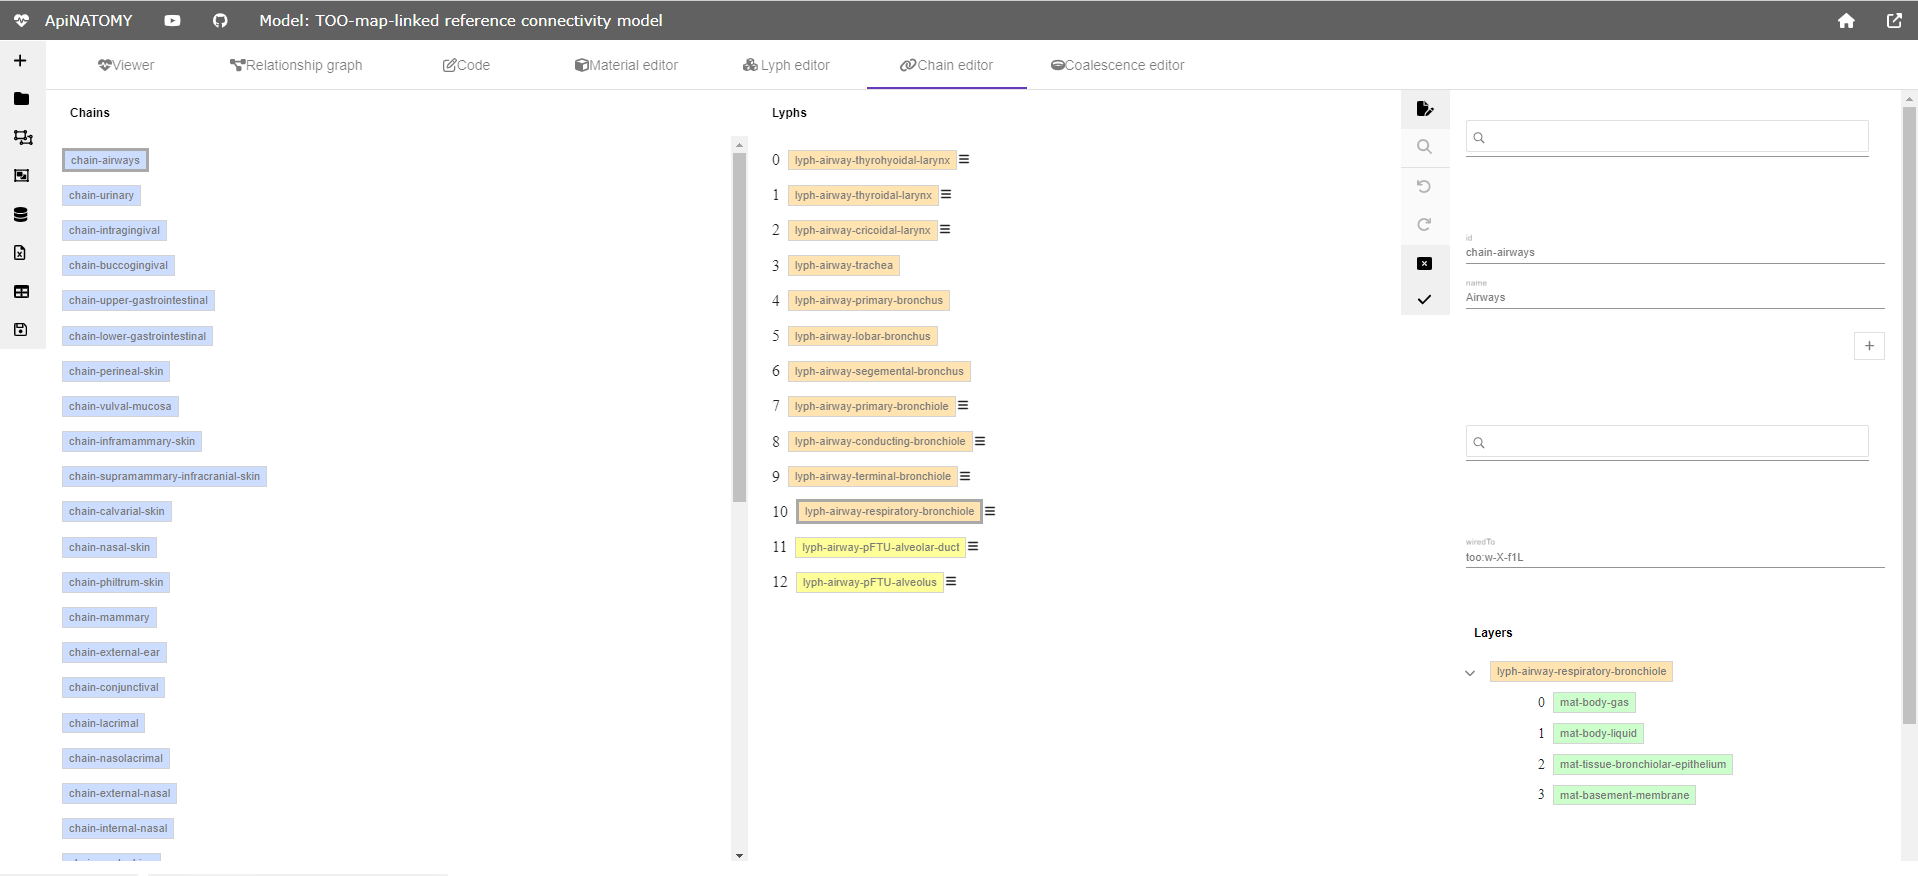 ApiNATOMY Model: TOO-map-linked reference connectivity model
Viewer Relationship graph Code Material editor Lyph editor Chain editor Coalescence editor
Chains
chain-airways
chain-urinary
chain-intragingival
chain-buccogingival
chain-upper-gastrointestinal
chain-lower-gastrointestinal
chain-perineal-skin
chain-vulval-mucosa
chain-inframammary-skin
chain-supramammary-infracranial-skin
chain-calvarial-skin
chain-nasal-skin
chain-philtrum-skin
chain-mammary
chain-external-ear
chain-conjunctival
chain-lacrimal
chain-nasolacrimal
chain-external-nasal
chain-internal-nasal
Lyphs
0 lyph-airway-thyrohyoidal-larynx
1 lyph-airway-thyroidal-larynx
2 lyph-airway-cricoidal-larynx
3 lyph-airway-trachea
4 lyph-airway-primary-bronchus
5 lyph-airway-lobar-bronchus
6 lyph-airway-segemental-bronchus
7 lyph-airway-primary-bronchiole
8 lyph-airway-conducting-bronchiole
9 lyph-airway-terminal-bronchiole
10 lyph-airway-respiratory-bronchiole
11 lyph-airway-pFTU-alveolar-duct
12 lyph-airway-pFTU-alveolus
id
chain-airways
name
Airways
wiredTo
too:w-X-f1L
Layers
lyph-airway-respiratory-bronchiole
0 mat-body-gas
1 mat-body-liquid
2 mat-tissue-bronchiolar-epithelium
3 mat-basement-membrane